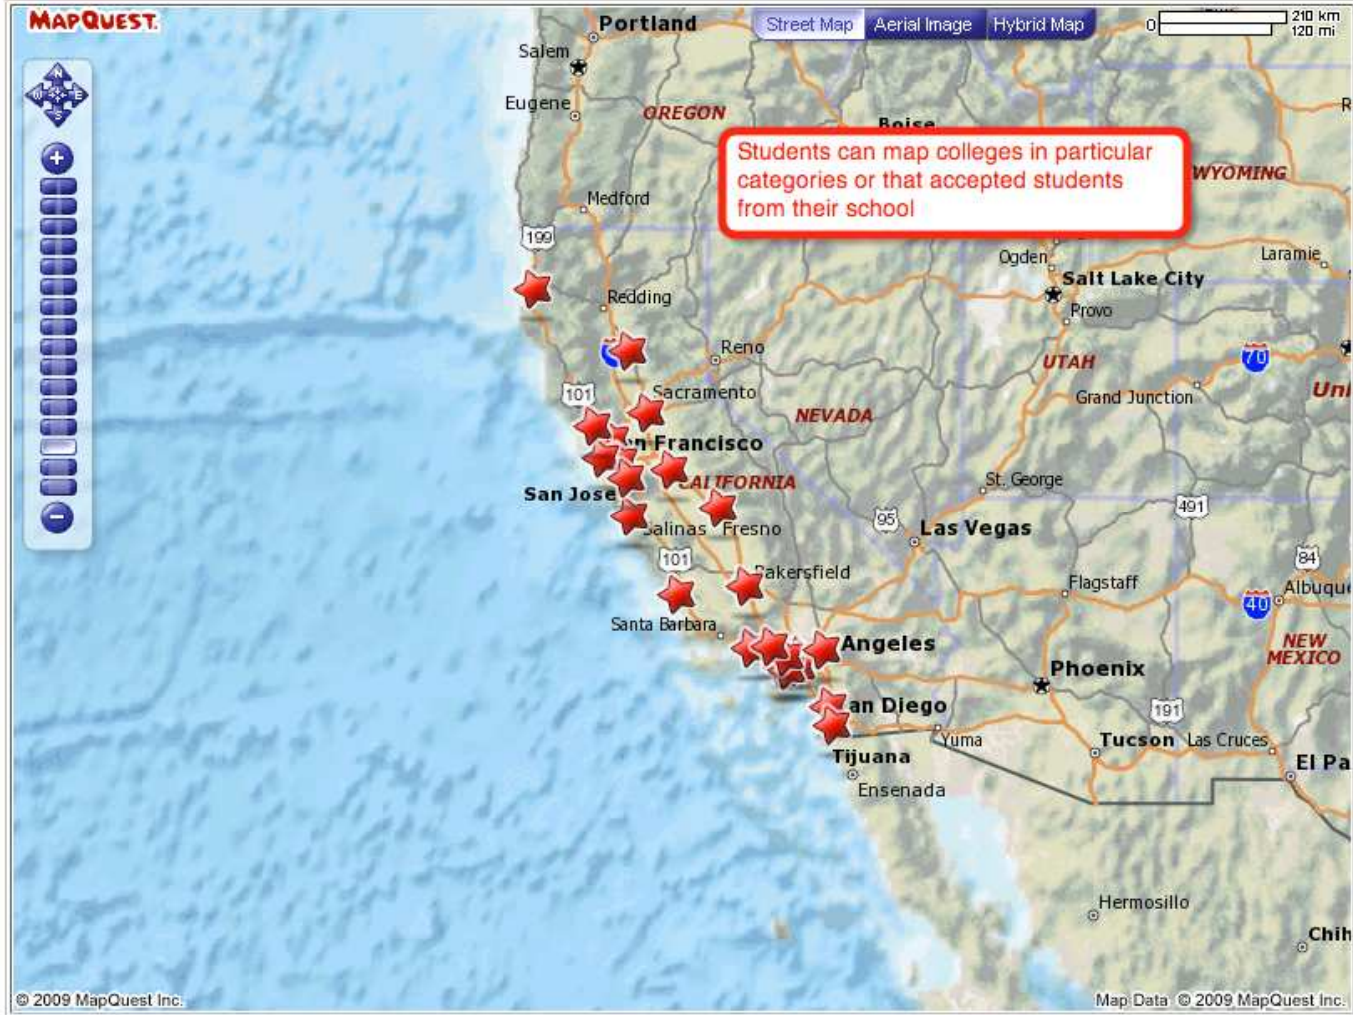 MAPQUEST.
Portland
Street Map
Aerial Image
Hybrid Map
0
210 km
120 mi
N
W
E
S
Salem
Eugene
OREGON
Boise
Students can map colleges in particular
categories or that accepted students
from their school
WYOMING
Medford
199
Ogden
Laramie
Salt Lake City
Redding
Provo
Reno
UTAH
70
101
Sacramento
NEVADA
Grand Junction
Francisco
CALIFORNIA
San Jose
St. George
491
95
Las Vegas
Salinas
Fresno
101
84
Bakersfield
Flagstaff
40
Santa Barbara
Angeles
NEW
MEXICO
Phoenix
191
Yuma
Tucson
Las Cruces
Tijuana
Ensenada
Hermosillo
© 2009 MapQuest Inc.
Map Data © 2009 MapQuest Inc.